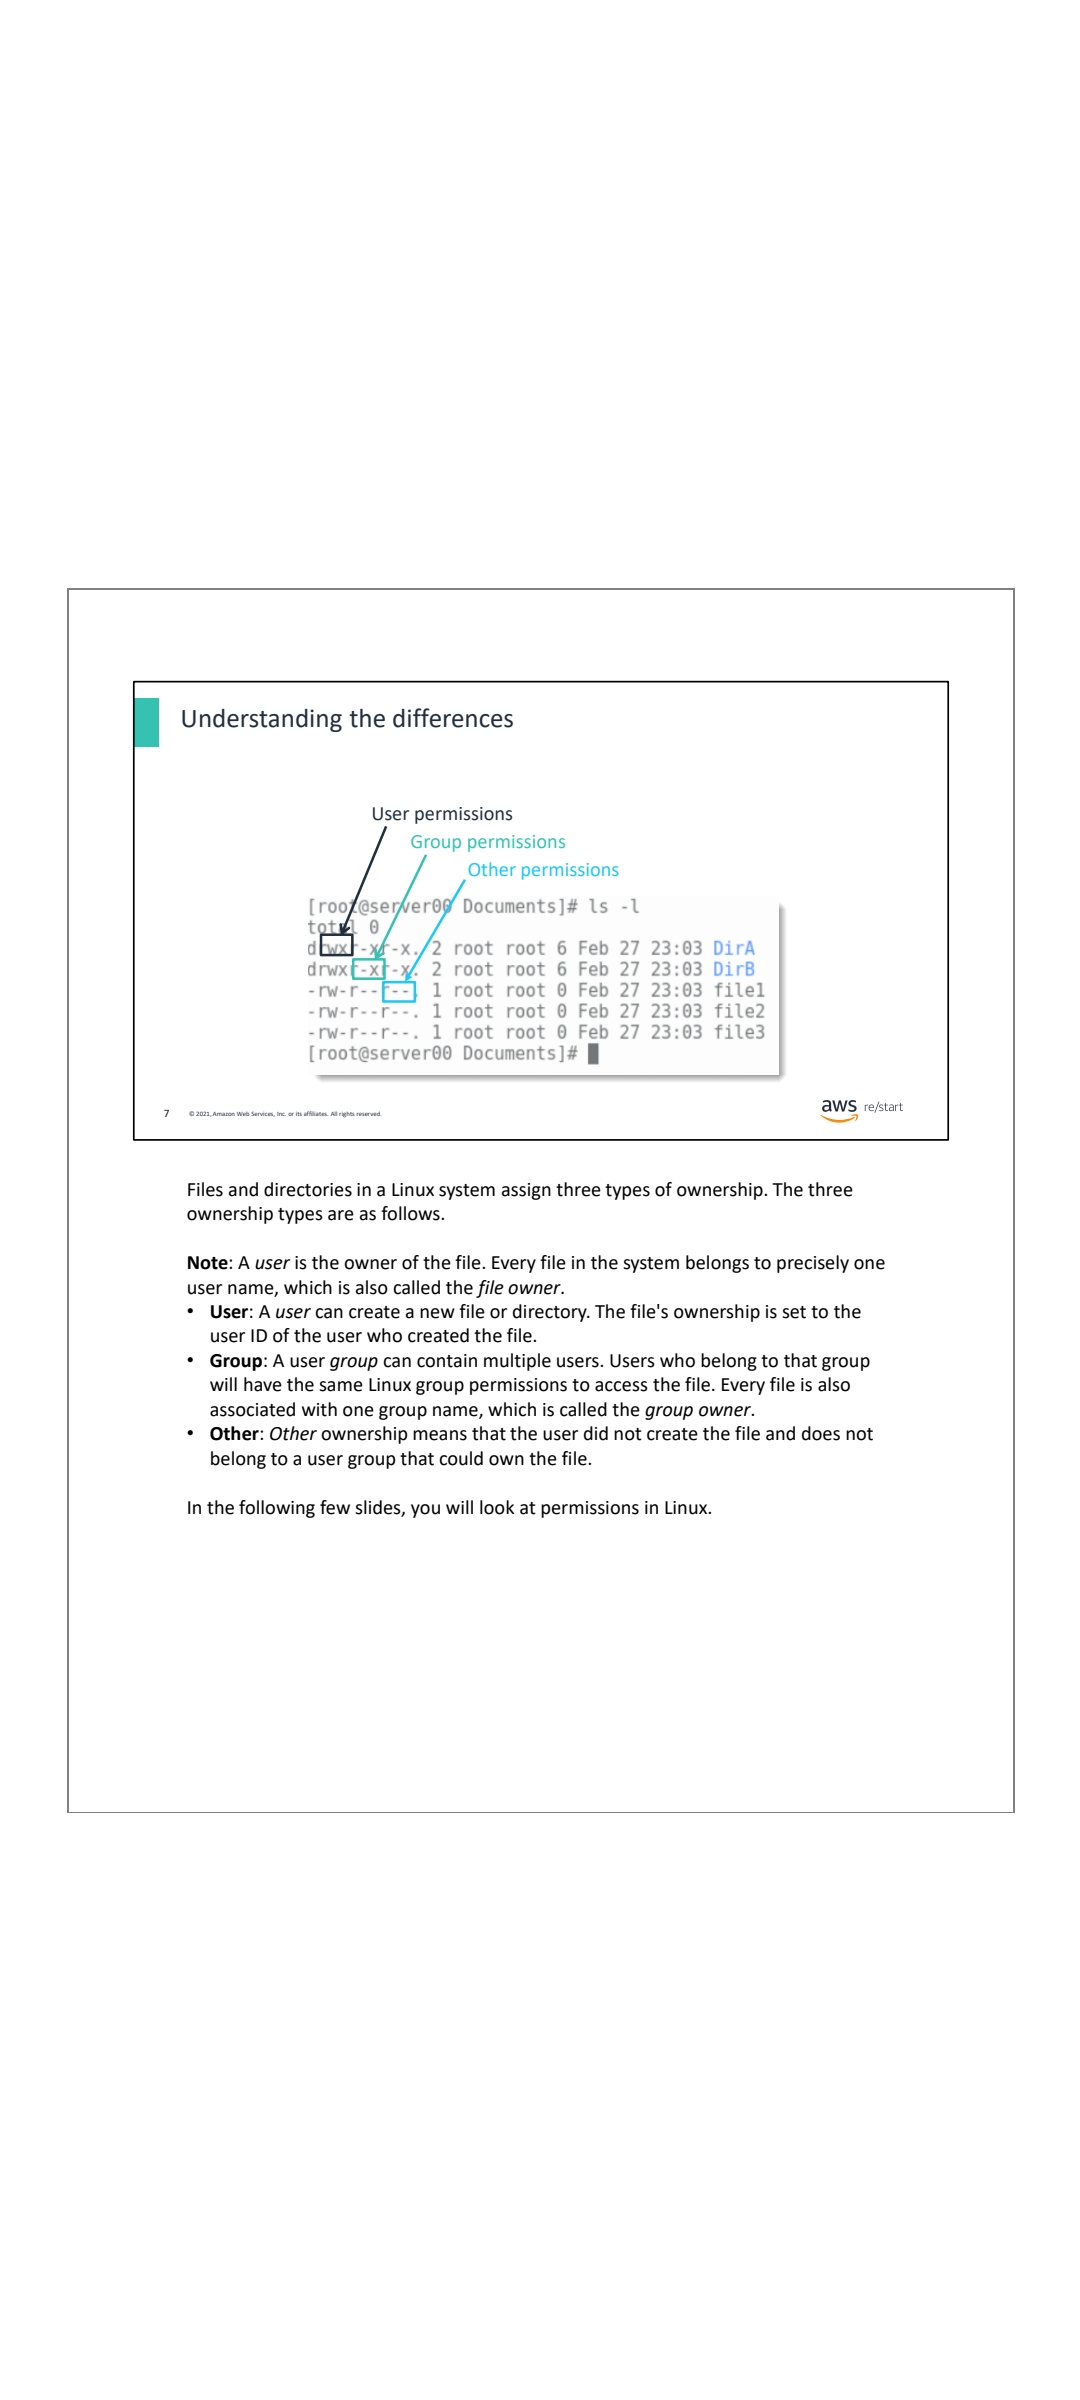 Understanding the differences
User permissions
Group permissions
Other permissions
[root@server00 Documents]# ls -l
total 0
drwxr-xr-x. 2 root root 6 Feb 27 23:03 DirA
drwxr-xr-x. 2 root root 6 Feb 27 23:03 DirB
-rw-r--r--. 1 root root 0 Feb 27 23:03 file1
-rw-r--r--. 1 root root 0 Feb 27 23:03 file2
-rw-r--r--. 1 root root 0 Feb 27 23:03 file3
[root@server00 Documents]#
7 © 2021, Amazon Web Services, Inc. or its affiliates. All rights reserved.
aws re/start
Files and directories in a Linux system assign three types of ownership. The three
ownership types are as follows.
Note: A user is the owner of the file. Every file in the system belongs to precisely one
user name, which is also called the file owner.
• User: A user can create a new file or directory. The file's ownership is set to the
user ID of the user who created the file.
• Group: A user group can contain multiple users. Users who belong to that group
will have the same Linux group permissions to access the file. Every file is also
associated with one group name, which is called the group owner.
• Other: Other ownership means that the user did not create the file and does not
belong to a user group that could own the file.
In the following few slides, you will look at permissions in Linux.